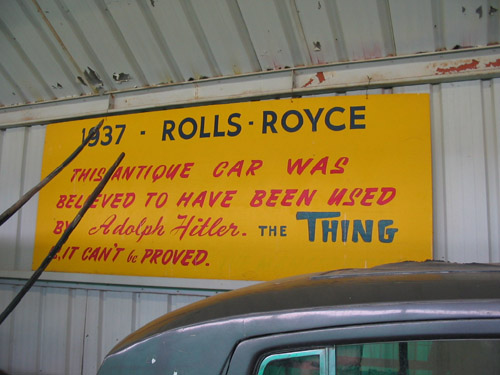 1937 - ROLLS-ROYCE
THIS ANTIQUE CAR WAS
BELIEVED TO HAVE BEEN USED
BY Adolph Hitler. THE THING
IS, IT CAN'T be PROVED.